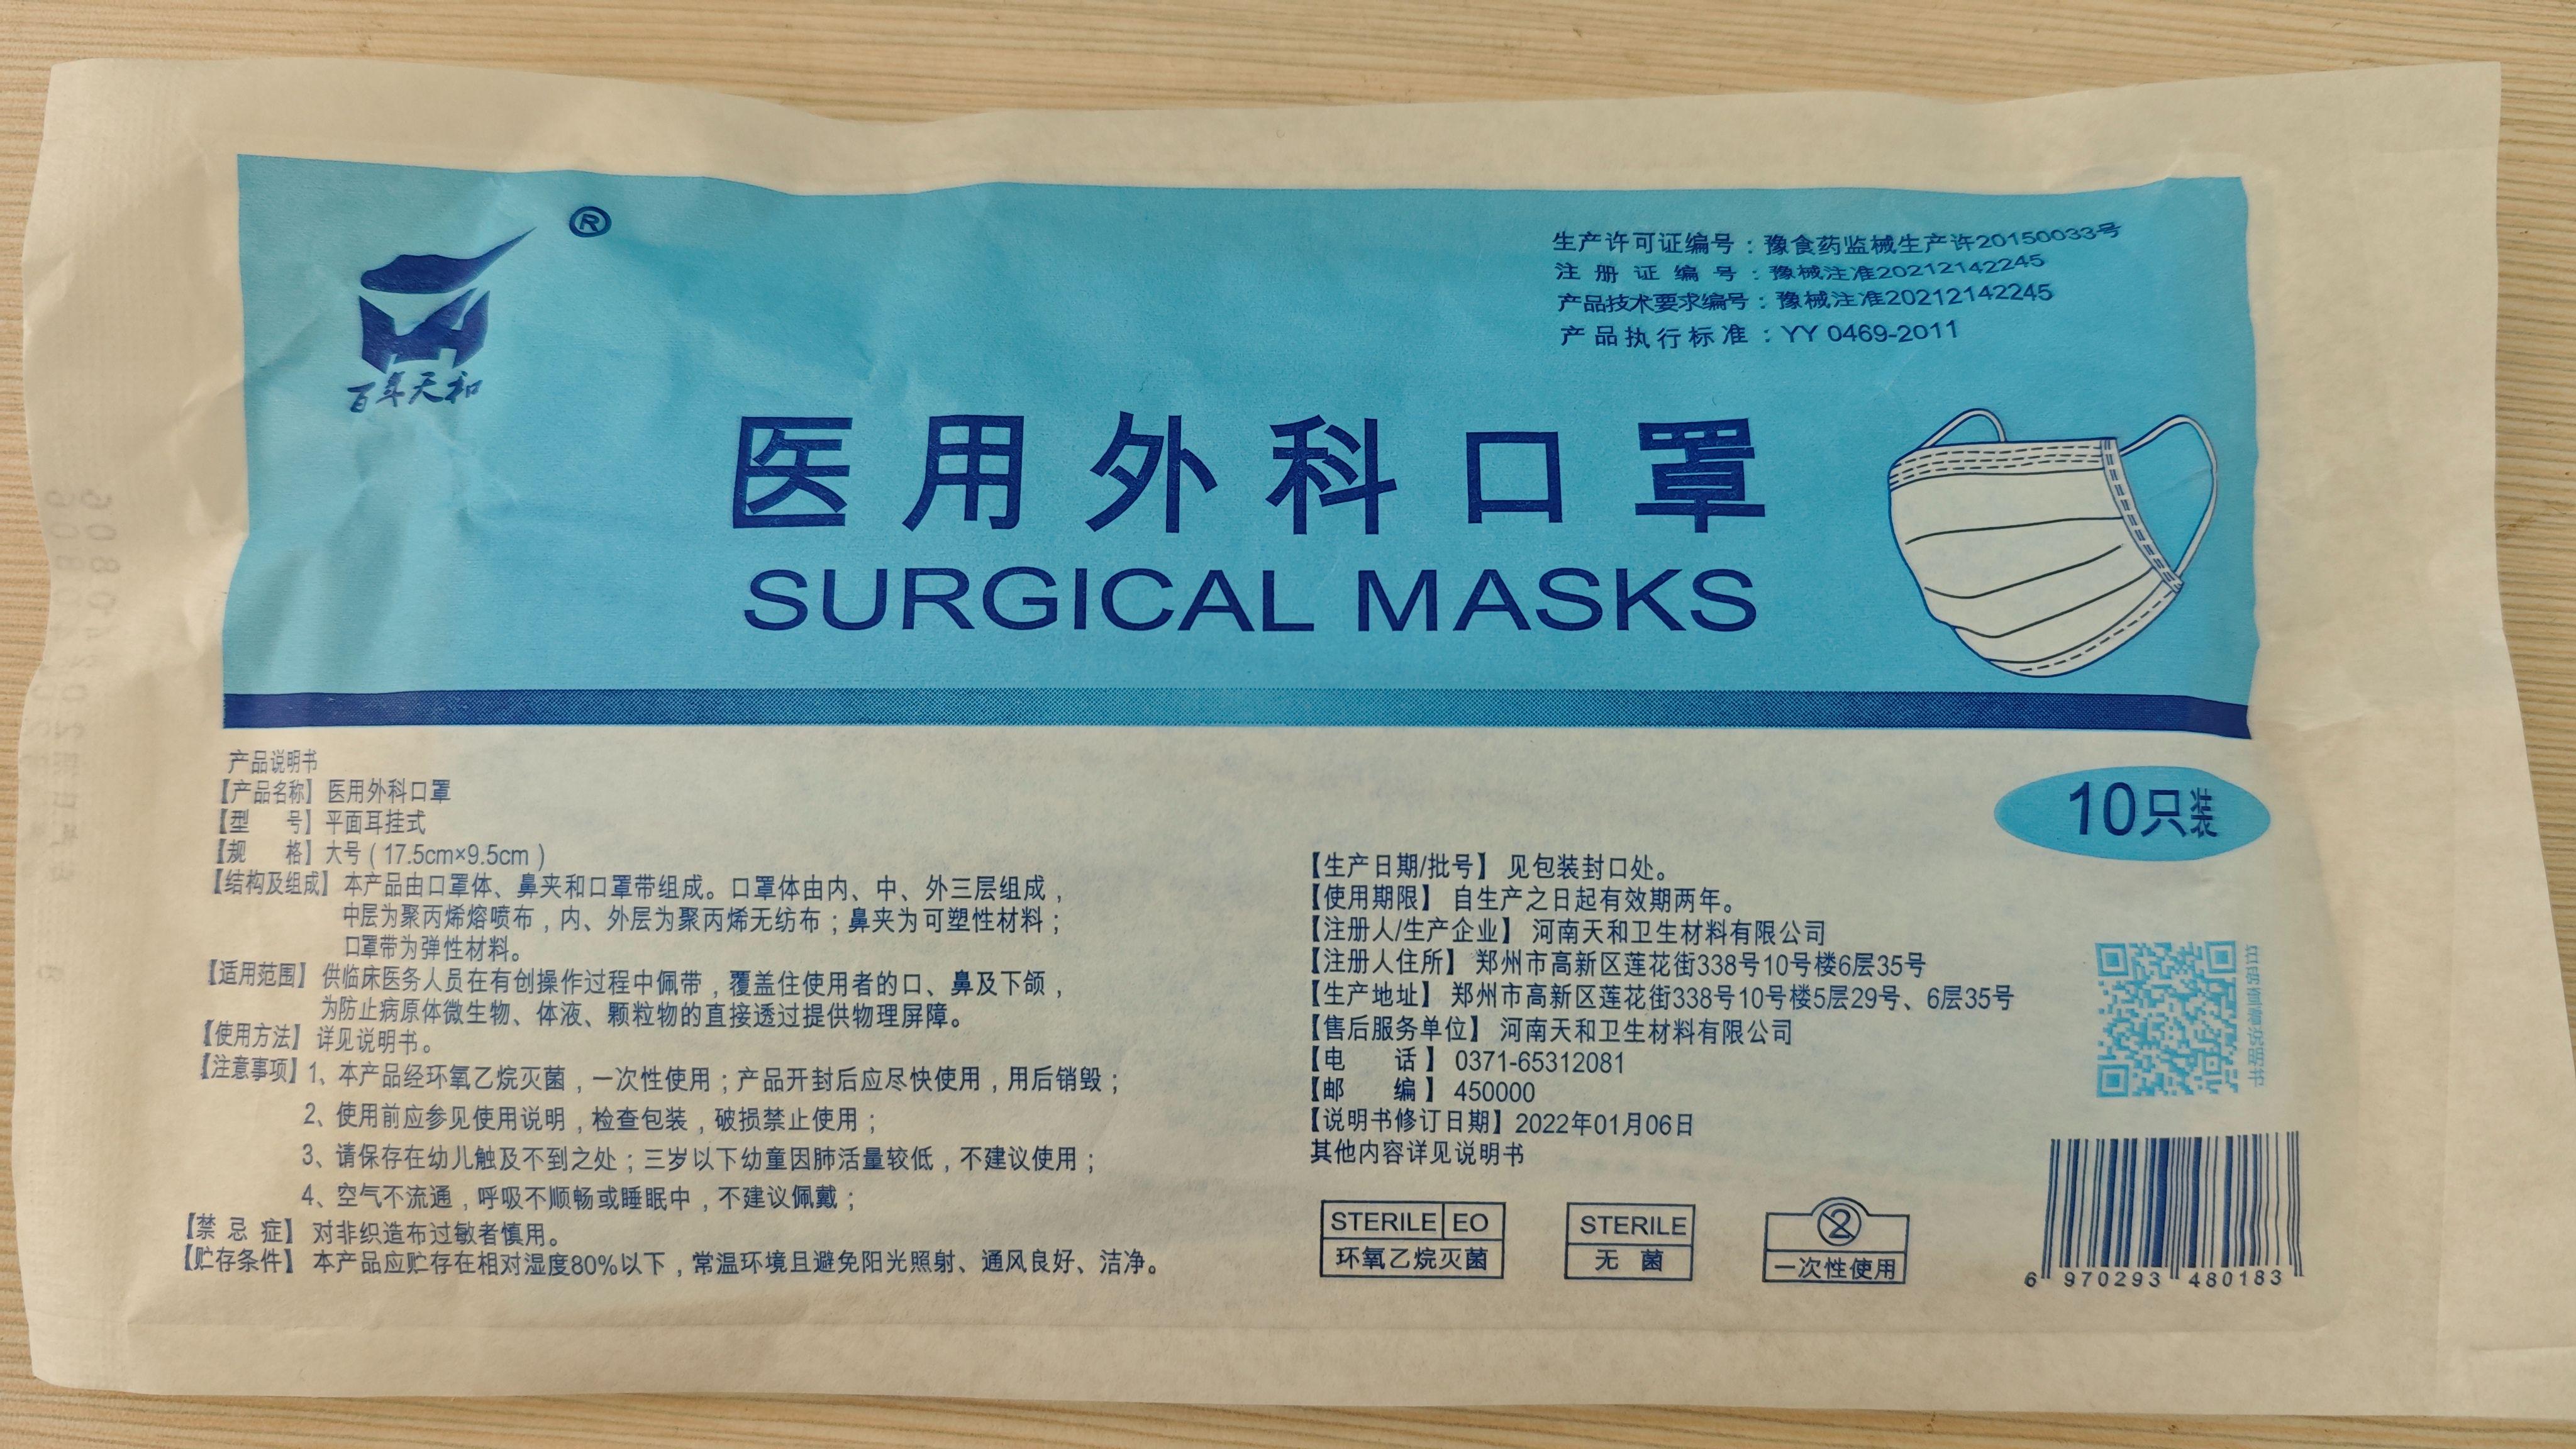 ®
百年天和
生产许可证编号：豫食药监械生产许20150033号
注册证编号：豫械注准20212142245
产品技术要求编号：豫械注准20212142245
产品执行标准：YY 0469-2011
医用外科口罩
SURGICAL MASKS
10只装
产品说明书
【产品名称】医用外科口罩
【型 号】平面耳挂式
【规 格】大号（17.5cm×9.5cm）
【结构及组成】本产品由口罩体、鼻夹和口罩带组成。口罩体由内、中、外三层组成，
中层为聚丙烯熔喷布，内、外层为聚丙烯无纺布；鼻夹为可塑性材料；
口罩带为弹性材料。
【适用范围】供临床医务人员在有创操作过程中佩带，覆盖住使用者的口、鼻及下颌，
为防止病原体微生物、体液、颗粒物的直接透过提供物理屏障。
【使用方法】详见说明书。
【注意事项】1、本产品经环氧乙烷灭菌，一次性使用；产品开封后应尽快使用，用后销毁；
2、使用前应参见使用说明，检查包装，破损禁止使用；
3、请保存在幼儿触及不到之处；三岁以下幼童因肺活量较低，不建议使用；
4、空气不流通，呼吸不顺畅或睡眠中，不建议佩戴；
【禁忌症】对非织造布过敏者慎用。
【贮存条件】本产品应贮存在相对湿度80%以下，常温环境且避免阳光照射、通风良好、洁净。
【生产日期/批号】见包装封口处。
【使用期限】自生产之日起有效期两年。
【注册人/生产企业】河南天和卫生材料有限公司
【注册人住所】郑州市高新区莲花街338号10号楼6层35号
【生产地址】郑州市高新区莲花街338号10号楼5层29号、6层35号
【售后服务单位】河南天和卫生材料有限公司
【电 话】0371-65312081
【邮 编】450000
【说明书修订日期】2022年01月06日
其他内容详见说明书
扫码查看说明书
STERILE EO
环氧乙烷灭菌
STERILE
无 菌
2
一次性使用
6 970293 480183